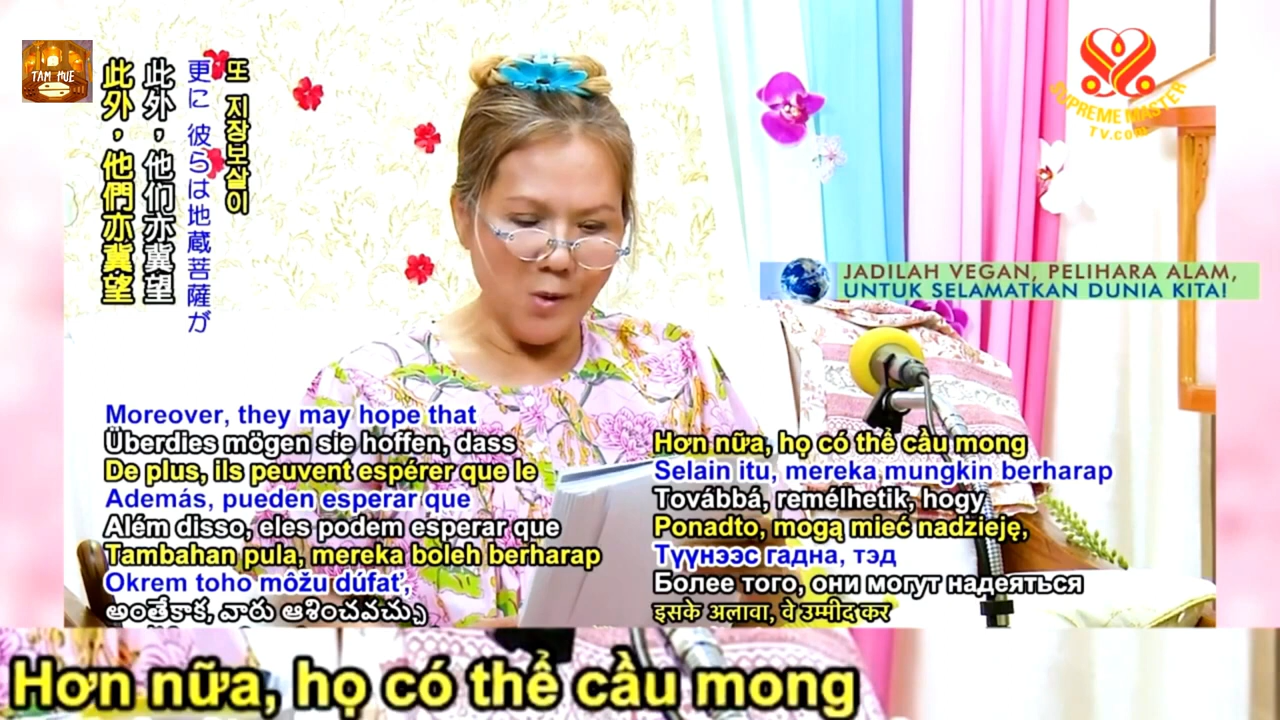 TAM HUE
此外，他們亦冀望
此外，他们亦冀望
更に 彼らは地蔵菩薩が
또 지장보살이
SUPREME MASTER
TV.com
JADILAH VEGAN, PELIHARA ALAM,
UNTUK SELAMATKAN DUNIA KITA!
Moreover, they may hope that
Überdies mögen sie hoffen, dass
De plus, ils peuvent espérer que le
Además, pueden esperar que
Além disso, eles podem esperar que
Tambahan pula, mereka boleh berharap
Okrem toho môžu dúfať,
అంతేకాక, వారు ఆశించవచ్చు
Hơn nữa, họ có thể cầu mong
Selain itu, mereka mungkin berharap
Továbbá, remélhetik, hogy
Ponadto, mogą mieć nadzieję,
Түүнээс гадна, тэд
Более того, они могут надеяться
इसके अलावा, वे उम्मीद कर
Hơn nữa, họ có thể cầu mong